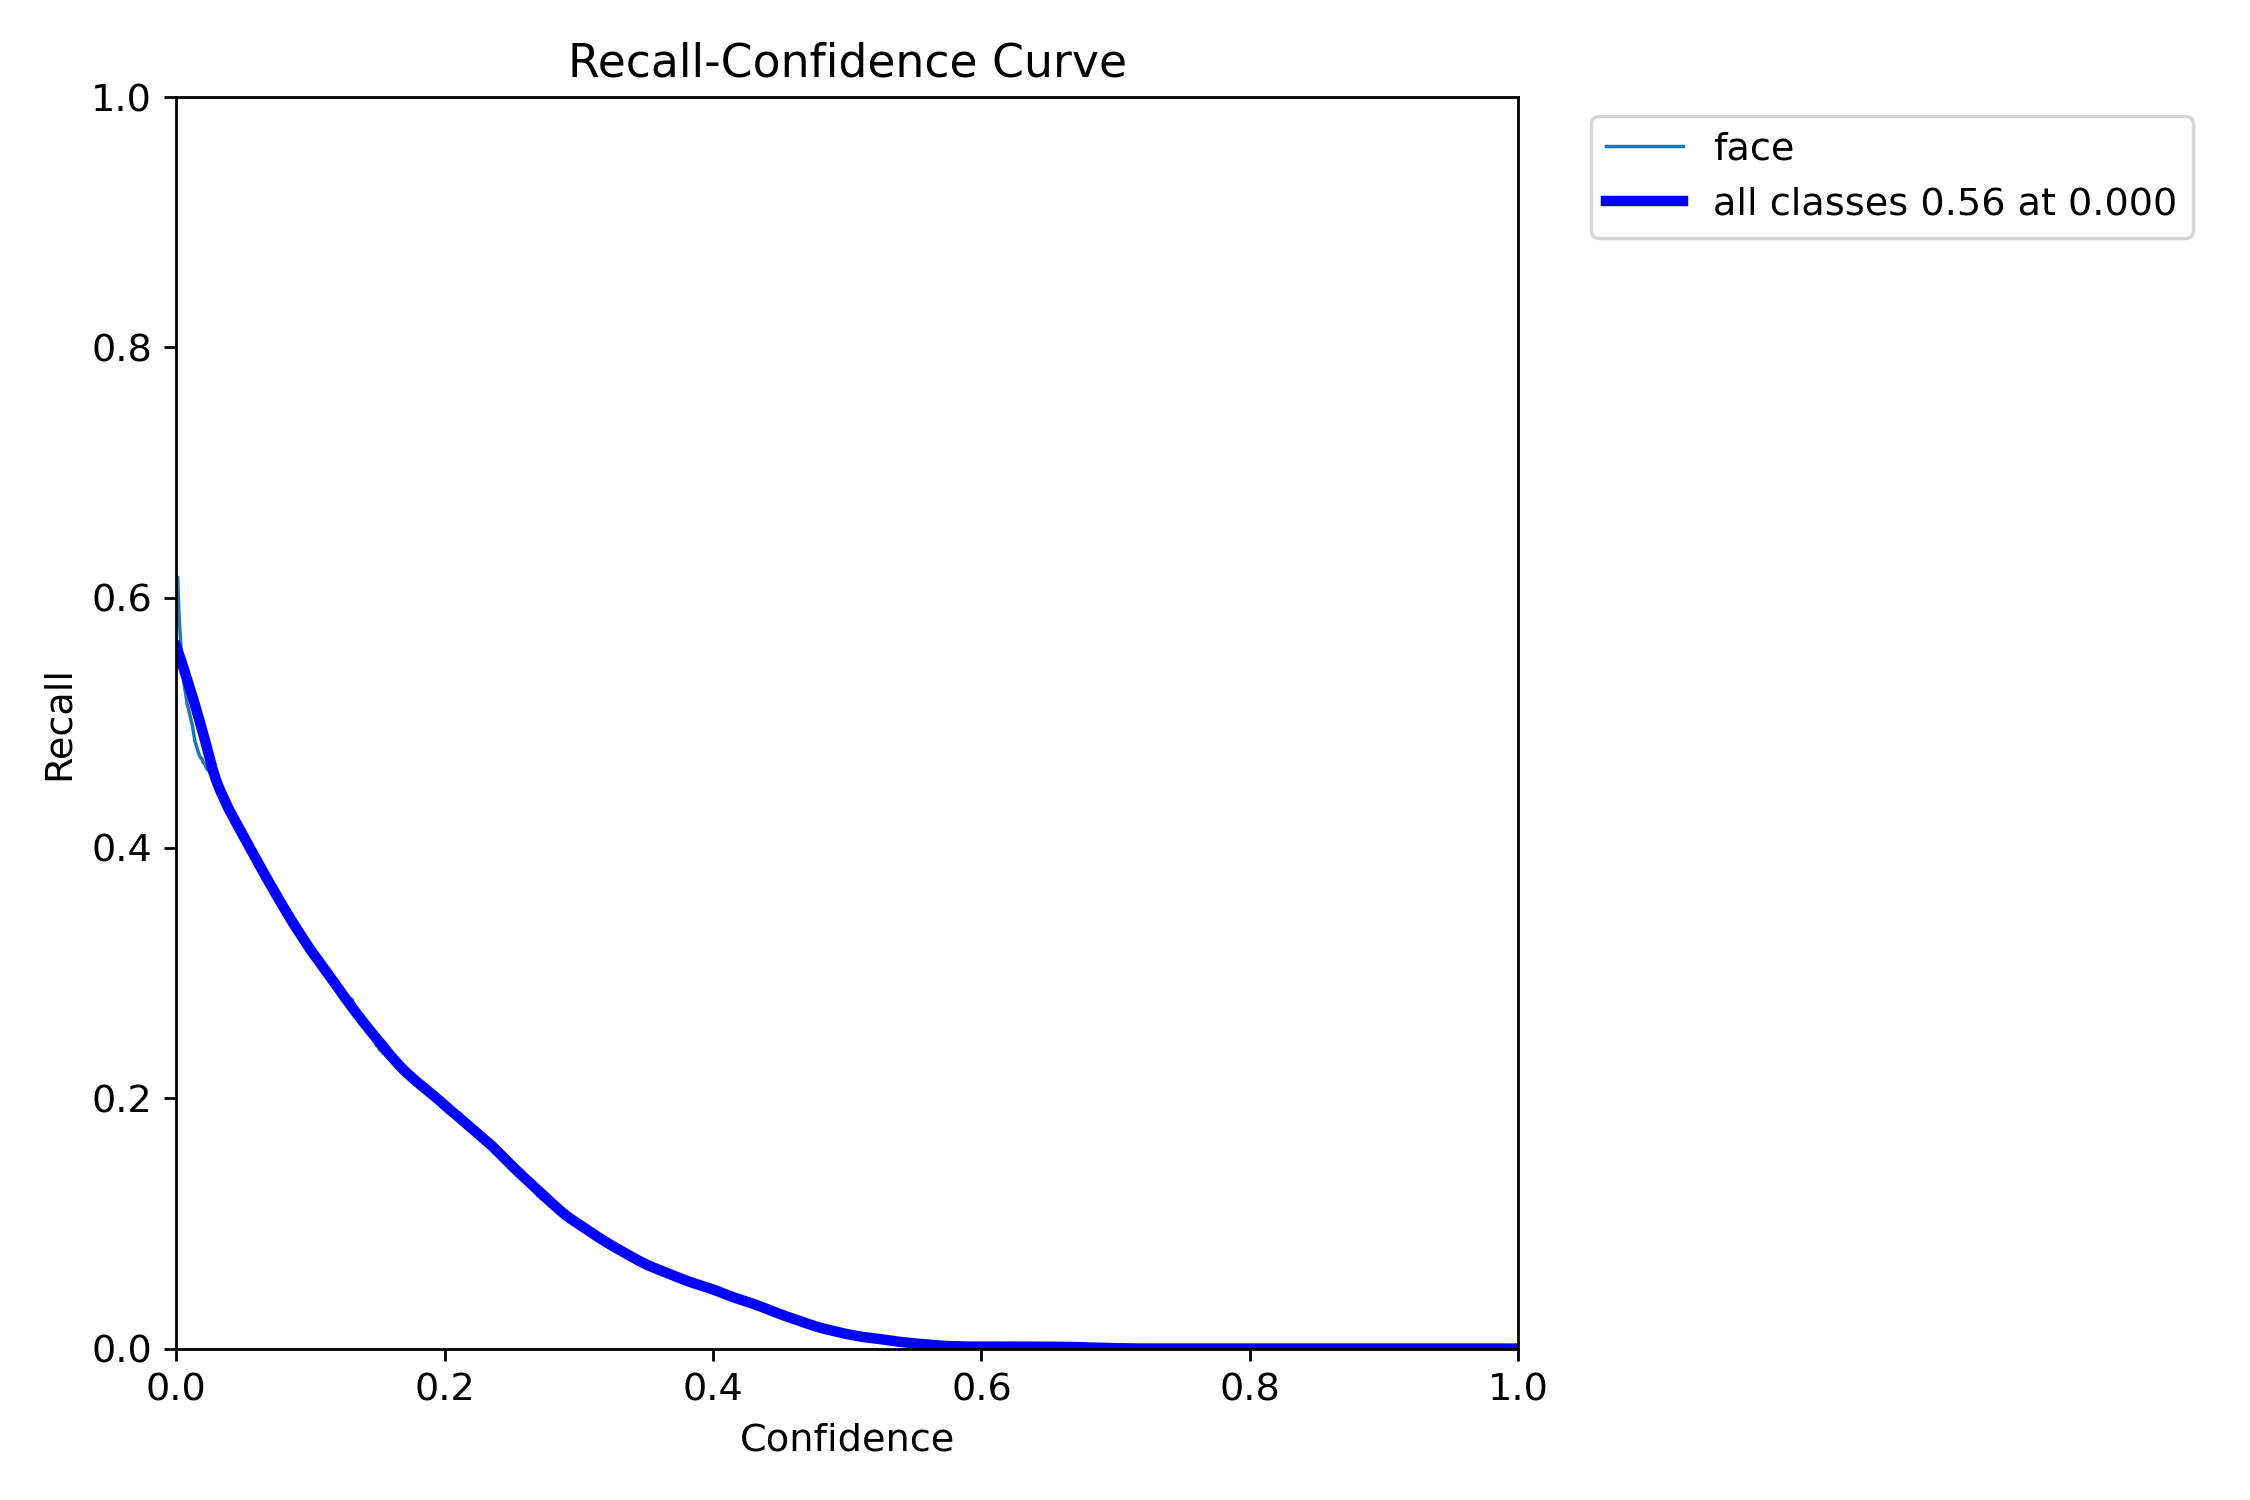 Recall-Confidence Curve
face
all classes 0.56 at 0.000
1.0
0.8
0.6
0.4
0.2
0.0
Recall
0.0 0.2 0.4 0.6 0.8 1.0
Confidence